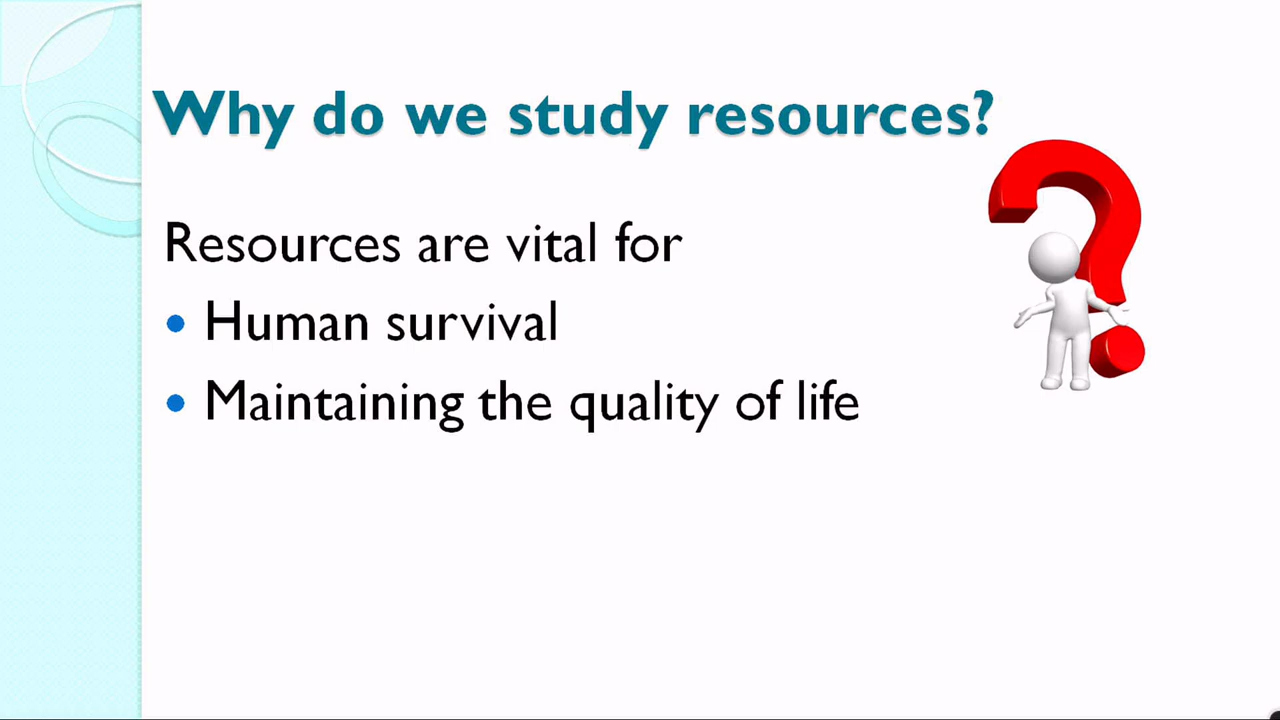 Why do we study resources?
Resources are vital for
• Human survival
• Maintaining the quality of life